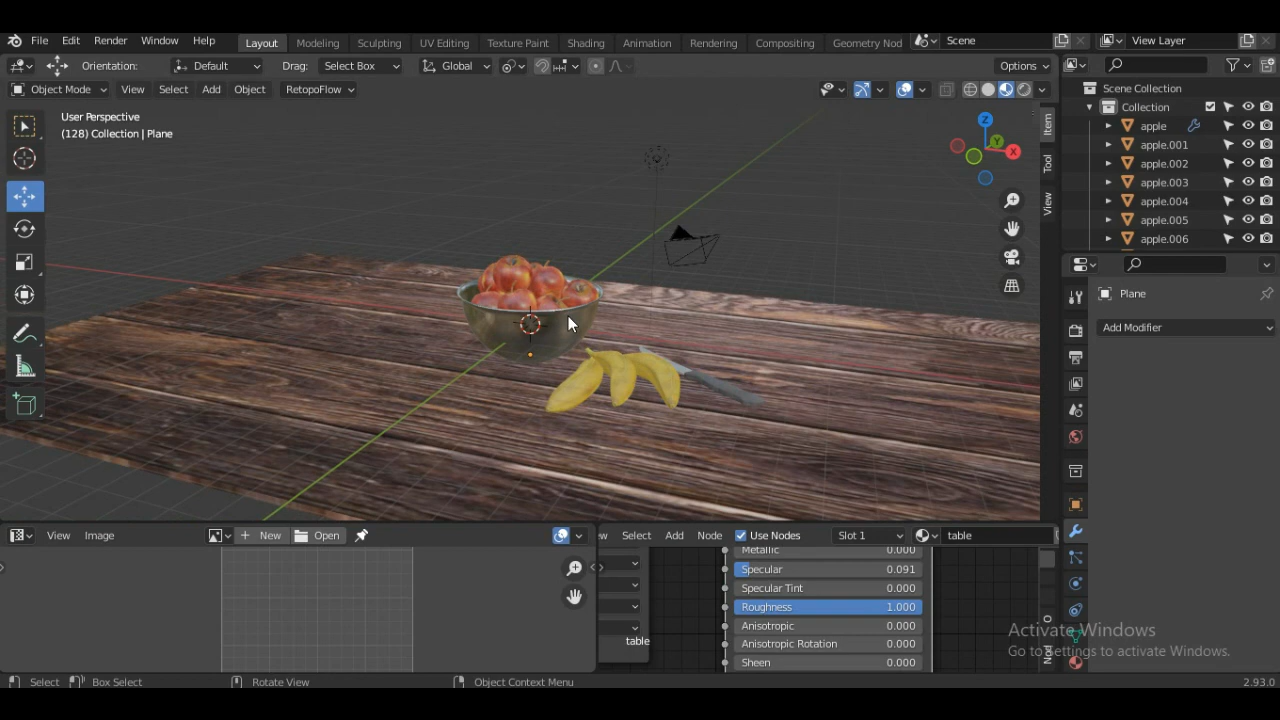 File Edit Render Window Help Layout Modeling Sculpting UV Editing Texture Paint Shading Animation Rendering Compositing Geometry Nod Scene View Layer
Orientation: Default Drag: Select Box Global Options
Object Mode View Select Add Object RetopoFlow
User Perspective
(128) Collection | Plane
Z
Y
X
Item
Tool
View
Scene Collection
Collection
apple
apple.001
apple.002
apple.003
apple.004
apple.005
apple.006
Plane
Add Modifier
View Image New Open
ew Select Add Node Use Nodes Slot 1 table
Metallic 0.000
Specular 0.091
Specular Tint 0.000
Roughness 1.000
Anisotropic 0.000
Anisotropic Rotation 0.000
Sheen 0.000
table
Nod
Activate Windows
Go to Settings to activate Windows.
Select Box Select Rotate View Object Context Menu 2.93.0